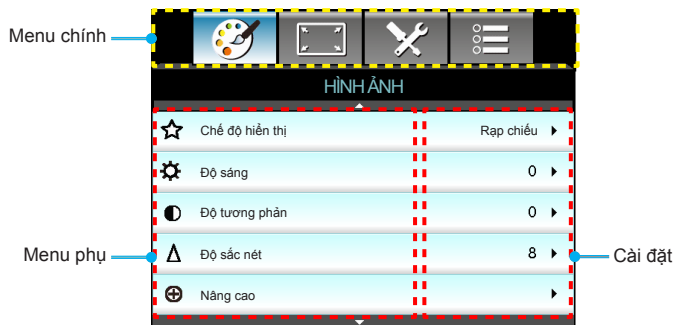 Menu chính
HÌNH ẢNH
Chế độ hiển thị Rạp chiếu
Độ sáng 0
Độ tương phản 0
Menu phụ
Độ sắc nét 8
Cài đặt
Nâng cao